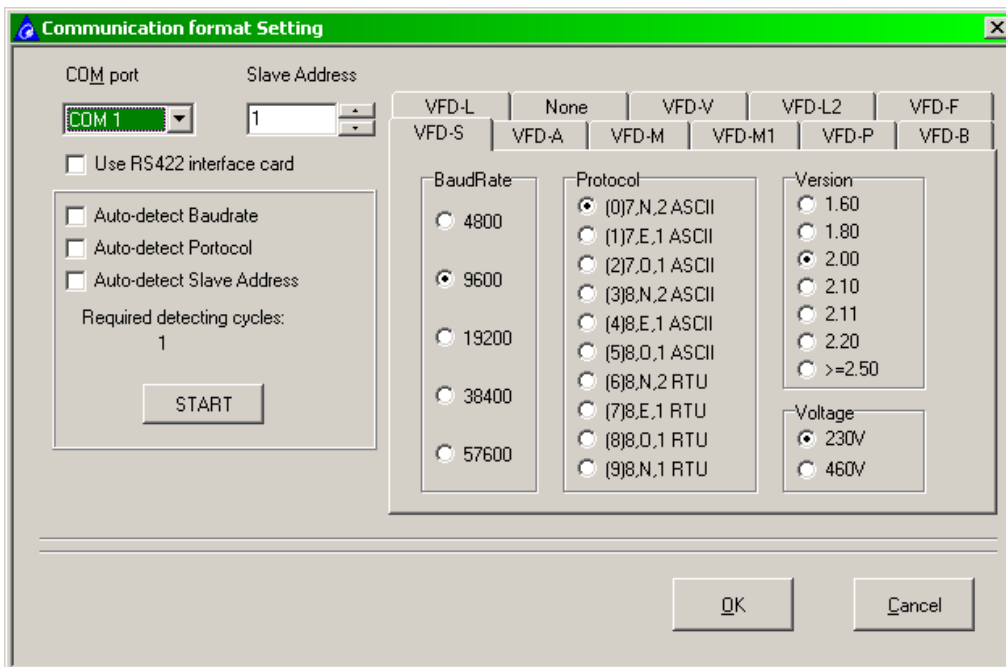 Communication format Setting
COM port
Slave Address
COM 1
1
Use RS422 interface card
Auto-detect Baudrate
Auto-detect Portocol
Auto-detect Slave Address
Required detecting cycles:
1
START
VFD-L
None
VFD-V
VFD-L2
VFD-F
VFD-S
VFD-A
VFD-M
VFD-M1
VFD-P
VFD-B
BaudRate
4800
9600
19200
38400
57600
Protocol
(0)7,N,2 ASCII
(1)7,E,1 ASCII
(2)7,O,1 ASCII
(3)8,N,2 ASCII
(4)8,E,1 ASCII
(5)8,O,1 ASCII
(6)8,N,2 RTU
(7)8,E,1 RTU
(8)8,O,1 RTU
(9)8,N,1 RTU
Version
1.60
1.80
2.00
2.10
2.11
2.20
>=2.50
Voltage
230V
460V
OK
Cancel